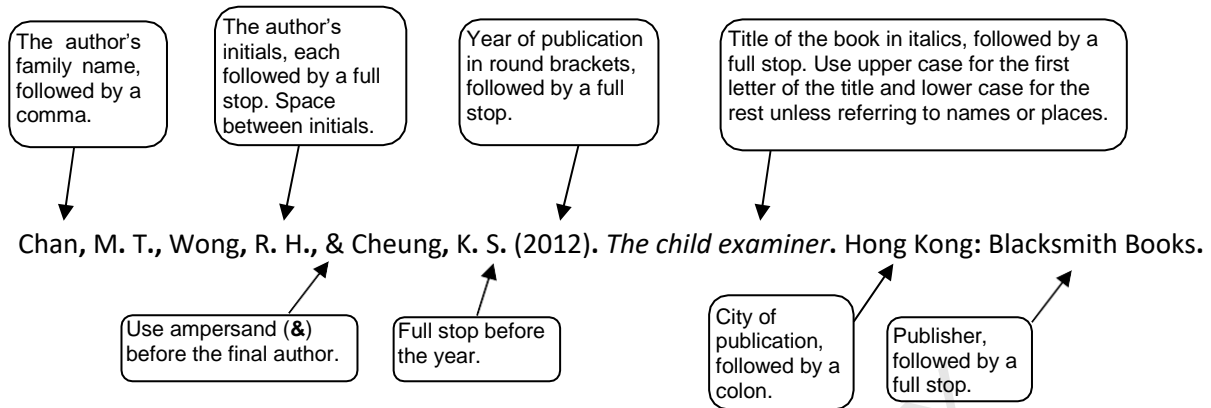 The author's
family name,
followed by a
comma.
The author's
initials, each
followed by a full
stop. Space
between initials.
Year of publication
in round brackets,
followed by a full
stop.
Title of the book in italics, followed by a
full stop. Use upper case for the first
letter of the title and lower case for the
rest unless referring to names or places.
Chan, M. T., Wong, R. H., & Cheung, K. S. (2012). The child examiner. Hong Kong: Blacksmith Books.
Use ampersand (&)
before the final author.
Full stop before
the year.
City of
publication,
followed by a
colon.
Publisher,
followed by a
full stop.